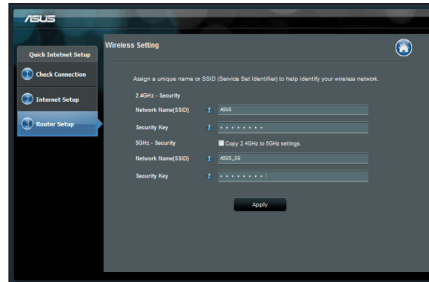 ASUS
Quick Internet Setup
Check Connection
Internet Setup
Router Setup
Wireless Setting
Assign a unique name or SSID (Service Set Identifier) to help identify your wireless network.
2.4GHz - Security
Network Name(SSID) ? ASUS
Security Key ? ● ● ● ● ● ● ● ●
5GHz - Security Copy 2.4GHz to 5GHz settings.
Network Name(SSID) ? ASUS_5G
Security Key ? ● ● ● ● ● ● ● ●
Apply